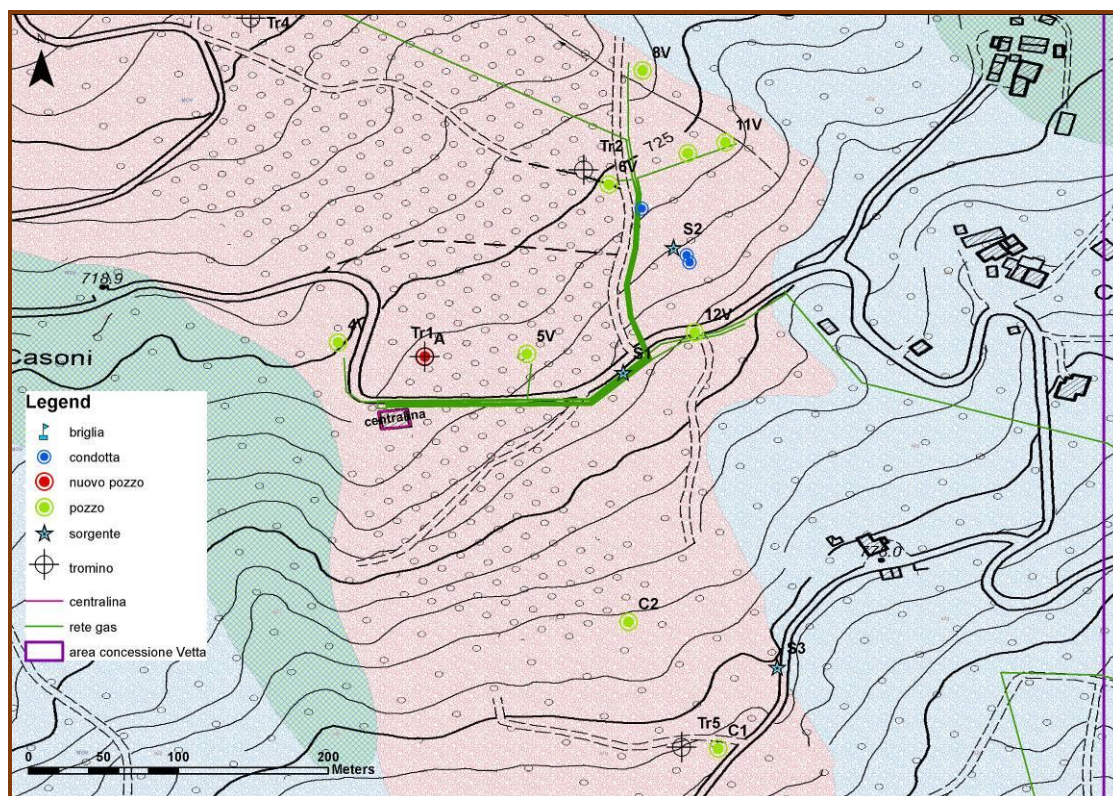 Tr4
N
8V
11V
725
Tr2
6V
S2
718.9
12V
4V
Tr1
A
5V
S1
Casoni
C
Legend
centralina
briglia
condotta
nuovo pozzo
pozzo
sorgente
tromino
centralina
rete gas
area concessione Vetta
C2
S3
Tr5
C1
0 50 100 200
Meters